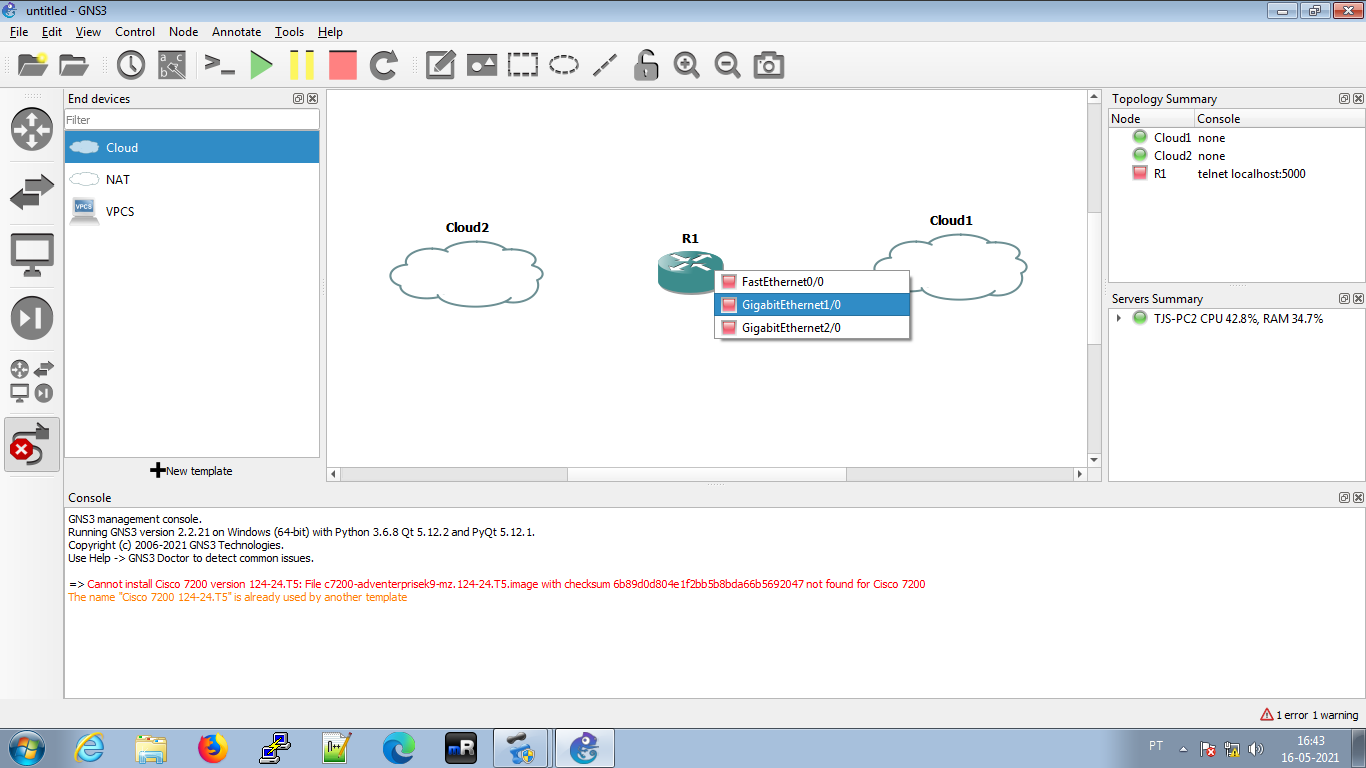 untitled - GNS3
File Edit View Control Node Annotate Tools Help
End devices
Filter
Cloud
NAT
VPCS
VPCS
New template
Cloud2
R1
Cloud1
FastEthernet0/0
GigabitEthernet1/0
GigabitEthernet2/0
Topology Summary
Node Console
Cloud1 none
Cloud2 none
R1 telnet localhost:5000
Servers Summary
TJS-PC2 CPU 42.8%, RAM 34.7%
Console
GNS3 management console.
Running GNS3 version 2.2.21 on Windows (64-bit) with Python 3.6.8 Qt 5.12.2 and PyQt 5.12.1.
Copyright (c) 2006-2021 GNS3 Technologies.
Use Help -> GNS3 Doctor to detect common issues.
=> Cannot install Cisco 7200 version 124-24.T5: File c7200-adventerprisek9-mz.124-24.T5.image with checksum 6b89d0d804e1f2bb5b8bda66b5692047 not found for Cisco 7200
The name "Cisco 7200 124-24.T5" is already used by another template
1 error 1 warning
mR
PT
16:43
16-05-2021